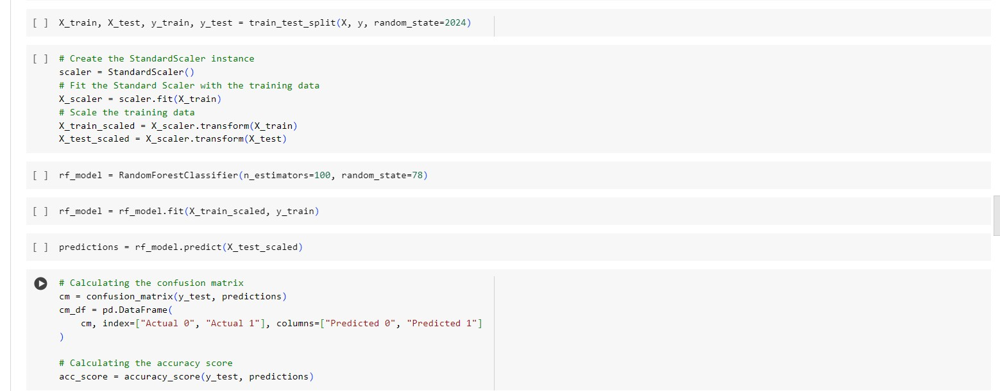 [ ] X_train, X_test, y_train, y_test = train_test_split(X, y, random_state=2024)
[ ] # Create the StandardScaler instance
scaler = StandardScaler()
# Fit the Standard Scaler with the training data
X_scaler = scaler.fit(X_train)
# Scale the training data
X_train_scaled = X_scaler.transform(X_train)
X_test_scaled = X_scaler.transform(X_test)
[ ] rf_model = RandomForestClassifier(n_estimators=100, random_state=78)
[ ] rf_model = rf_model.fit(X_train_scaled, y_train)
[ ] predictions = rf_model.predict(X_test_scaled)
# Calculating the confusion matrix
cm = confusion_matrix(y_test, predictions)
cm_df = pd.DataFrame(
    cm, index=["Actual 0", "Actual 1"], columns=["Predicted 0", "Predicted 1"]
)
# Calculating the accuracy score
acc_score = accuracy_score(y_test, predictions)